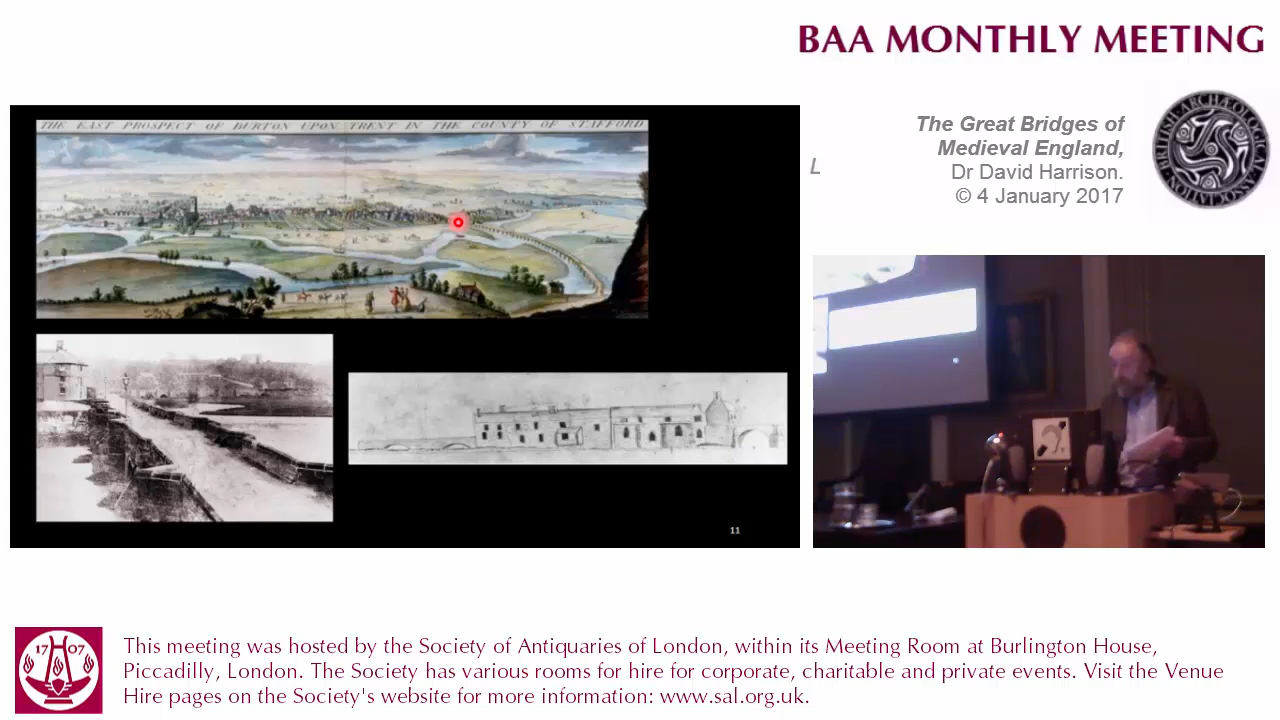 BAA MONTHLY MEETING
The Great Bridges of
Medieval England,
Dr David Harrison.
© 4 January 2017
L
BRITISH ARCHÆOLOGICAL ASSOCIATION
THE EAST PROSPECT OF BURTON UPON TRENT IN THE COUNTY OF STAFFORD
11
1707
This meeting was hosted by the Society of Antiquaries of London, within its Meeting Room at Burlington House,
Piccadilly, London. The Society has various rooms for hire for corporate, charitable and private events. Visit the Venue
Hire pages on the Society's website for more information: www.sal.org.uk.